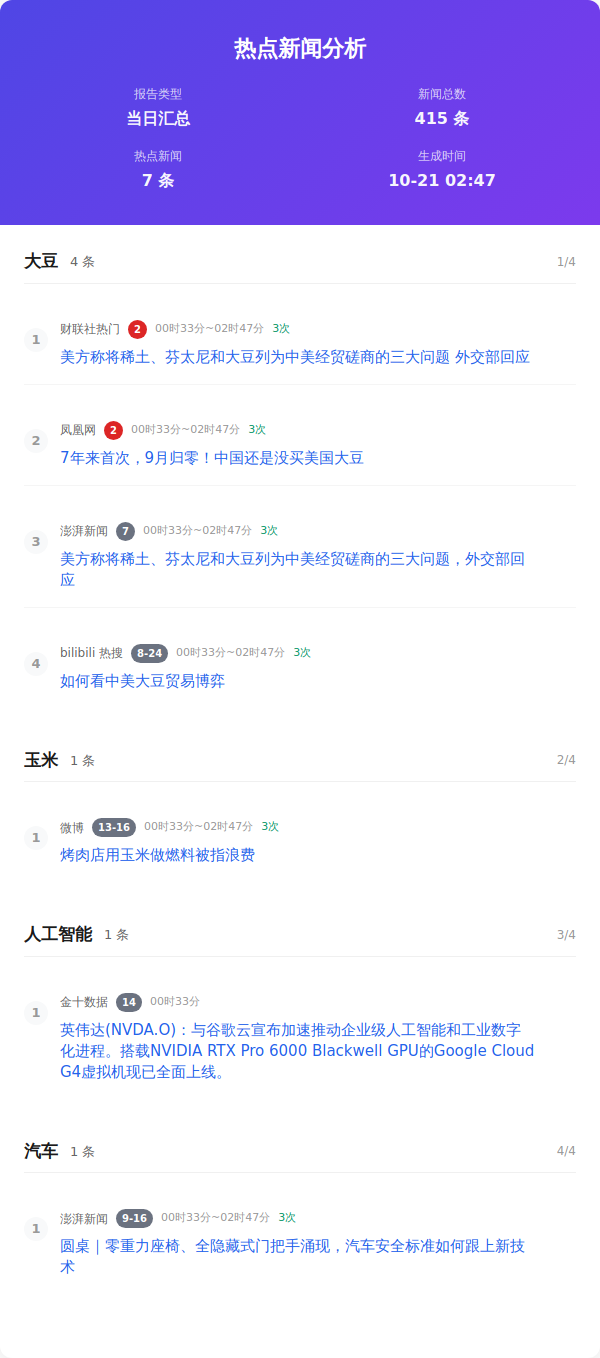 热点新闻分析
报告类型
新闻总数
当日汇总
415 条
热点新闻
生成时间
7 条
10-21 02:47
大豆 4 条 1/4
1 财联社热门 2 00时33分~02时47分 3次
美方称将稀土、芬太尼和大豆列为中美经贸磋商的三大问题 外交部回应
2 凤凰网 2 00时33分~02时47分 3次
7年来首次，9月归零！中国还是没买美国大豆
3 澎湃新闻 7 00时33分~02时47分 3次
美方称将稀土、芬太尼和大豆列为中美经贸磋商的三大问题，外交部回
应
4 bilibili 热搜 8-24 00时33分~02时47分 3次
如何看中美大豆贸易博弈
玉米 1 条 2/4
1 微博 13-16 00时33分~02时47分 3次
烤肉店用玉米做燃料被指浪费
人工智能 1 条 3/4
1 金十数据 14 00时33分
英伟达(NVDA.O)：与谷歌云宣布加速推动企业级人工智能和工业数字
化进程。搭载NVIDIA RTX Pro 6000 Blackwell GPU的Google Cloud
G4虚拟机现已全面上线。
汽车 1 条 4/4
1 澎湃新闻 9-16 00时33分~02时47分 3次
圆桌｜零重力座椅、全隐藏式门把手涌现，汽车安全标准如何跟上新技
术